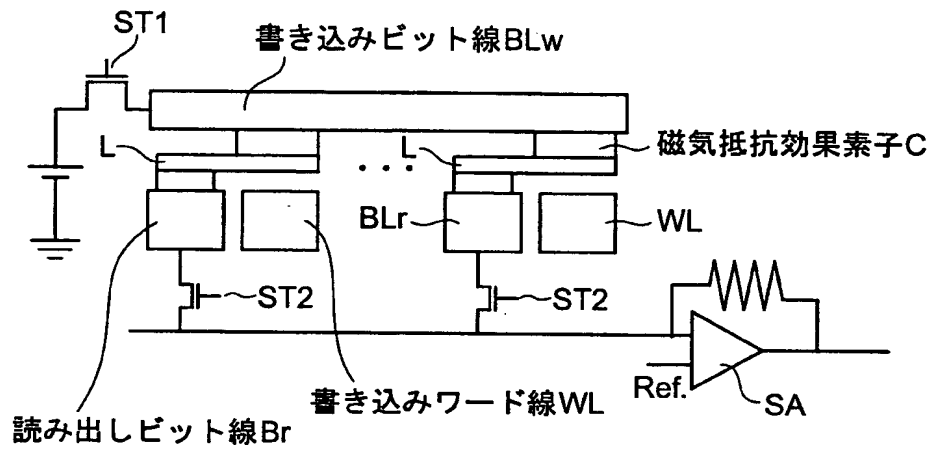 ST1
書き込みビット線BLw
L
L
磁気抵抗効果素子C
BLr
WL
ST2
ST2
Ref.
SA
書き込みワード線WL
読み出しビット線Br